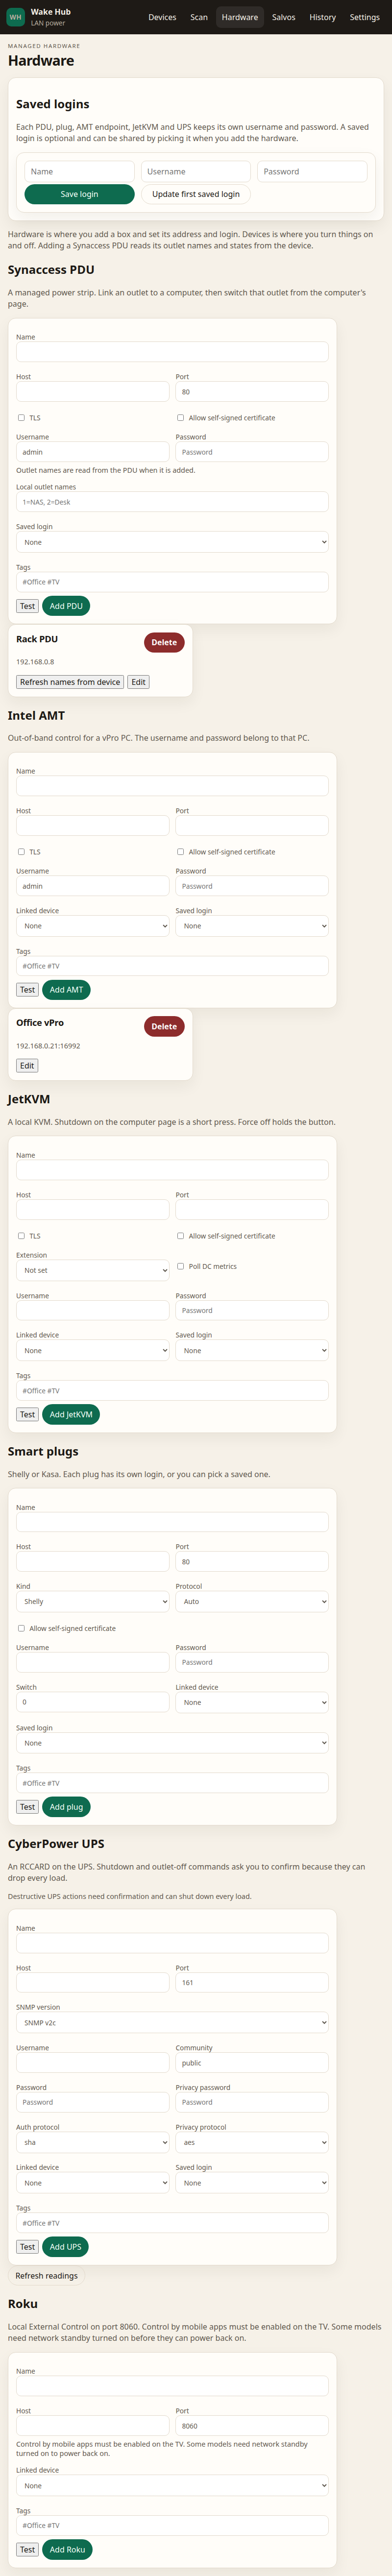 WH
Wake Hub
LAN power
Devices
Scan
Hardware
Salvos
History
Settings
MANAGED HARDWARE
Hardware
Saved logins
Each PDU, plug, AMT endpoint, JetKVM and UPS keeps its own username and password. A saved
login is optional and can be shared by picking it when you add the hardware.
Name
Username
Password
Save login
Update first saved login
Hardware is where you add a box and set its address and login. Devices is where you turn things on
and off. Adding a Synaccess PDU reads its outlet names and states from the device.
Synaccess PDU
A managed power strip. Link an outlet to a computer, then switch that outlet from the computer's
page.
Name
Host
Port
80
TLS
Allow self-signed certificate
Username
Password
admin
Password
Outlet names are read from the PDU when it is added.
Local outlet names
1=NAS, 2=Desk
Saved login
None
Tags
#Office #TV
Test
Add PDU
Rack PDU
Delete
192.168.0.8
Refresh names from device
Edit
Intel AMT
Out-of-band control for a vPro PC. The username and password belong to that PC.
Name
Host
Port
TLS
Allow self-signed certificate
Username
Password
admin
Password
Linked device
Saved login
None
None
Tags
#Office #TV
Test
Add AMT
Office vPro
Delete
192.168.0.21:16992
Edit
JetKVM
A local KVM. Shutdown on the computer page is a short press. Force off holds the button.
Name
Host
Port
TLS
Allow self-signed certificate
Extension
Not set
Poll DC metrics
Username
Password
Password
Linked device
Saved login
None
None
Tags
#Office #TV
Test
Add JetKVM
Smart plugs
Shelly or Kasa. Each plug has its own login, or you can pick a saved one.
Name
Host
Port
80
Kind
Protocol
Shelly
Auto
Allow self-signed certificate
Username
Password
Password
Switch
Linked device
0
None
Saved login
None
Tags
#Office #TV
Test
Add plug
CyberPower UPS
An RCCARD on the UPS. Shutdown and outlet-off commands ask you to confirm because they can
drop every load.
Destructive UPS actions need confirmation and can shut down every load.
Name
Host
Port
161
SNMP version
SNMP v2c
Username
Community
public
Password
Privacy password
Password
Password
Auth protocol
Privacy protocol
sha
aes
Linked device
Saved login
None
None
Tags
#Office #TV
Test
Add UPS
Refresh readings
Roku
Local External Control on port 8060. Control by mobile apps must be enabled on the TV. Some models
need network standby turned on before they can power back on.
Name
Host
Port
8060
Control by mobile apps must be enabled on the TV. Some models need network standby
turned on to power back on.
Linked device
None
Tags
#Office #TV
Test
Add Roku